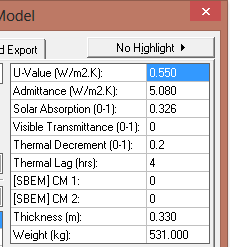 Model
d Export
No Highlight
U-Value (W/m2.K): 0.550
Admittance (W/m2.K): 5.080
Solar Absorption (0-1): 0.326
Visible Transmittance (0-1): 0
Thermal Decrement (0-1): 0.2
Thermal Lag (hrs): 4
[SBEM] CM 1: 0
[SBEM] CM 2: 0
Thickness (m): 0.330
Weight (kg): 531.000